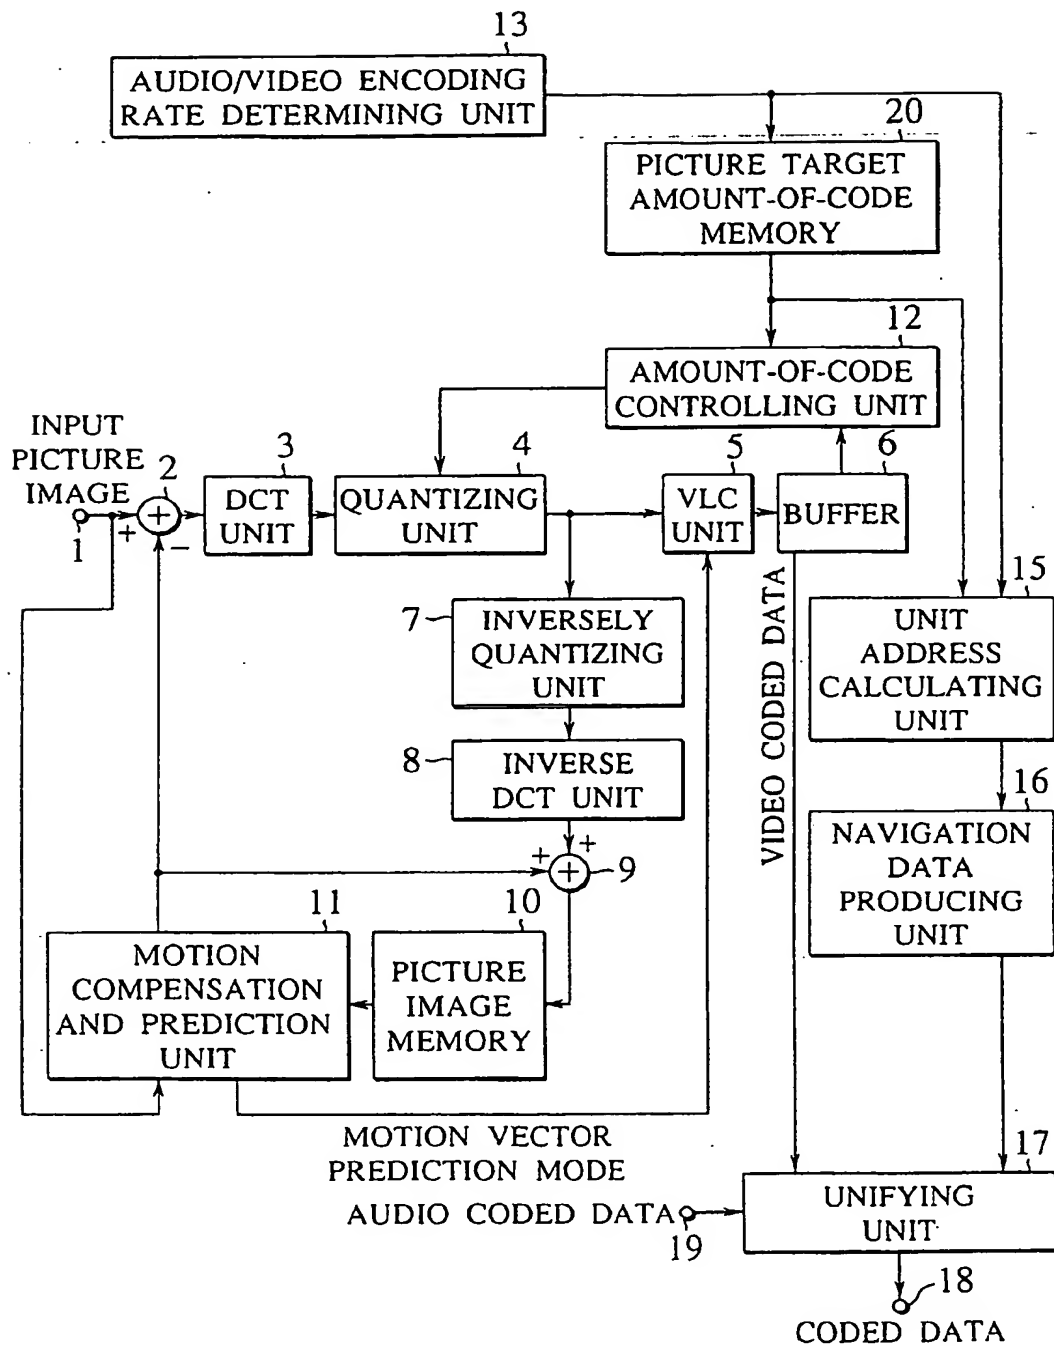 13
AUDIO/VIDEO ENCODING
RATE DETERMINING UNIT
20
PICTURE TARGET
AMOUNT-OF-CODE
MEMORY
12
AMOUNT-OF-CODE
CONTROLLING UNIT
INPUT
PICTURE
IMAGE
1
+
-
2
+
3
DCT
UNIT
4
QUANTIZING
UNIT
5
VLC
UNIT
6
BUFFER
7
INVERSELY
QUANTIZING
UNIT
8
INVERSE
DCT UNIT
+
+
+
9
10
PICTURE
IMAGE
MEMORY
11
MOTION
COMPENSATION
AND PREDICTION
UNIT
MOTION VECTOR
PREDICTION MODE
VIDEO CODED DATA
15
UNIT
ADDRESS
CALCULATING
UNIT
16
NAVIGATION
DATA
PRODUCING
UNIT
17
UNIFYING
UNIT
AUDIO CODED DATA
19
18
CODED DATA